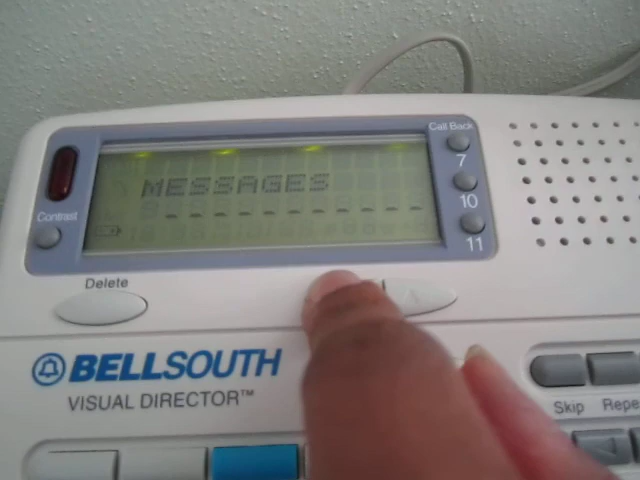 Call Back
7
MESSAGES
10
Contrast
11
Delete
BELLSOUTH
VISUAL DIRECTOR™
Skip